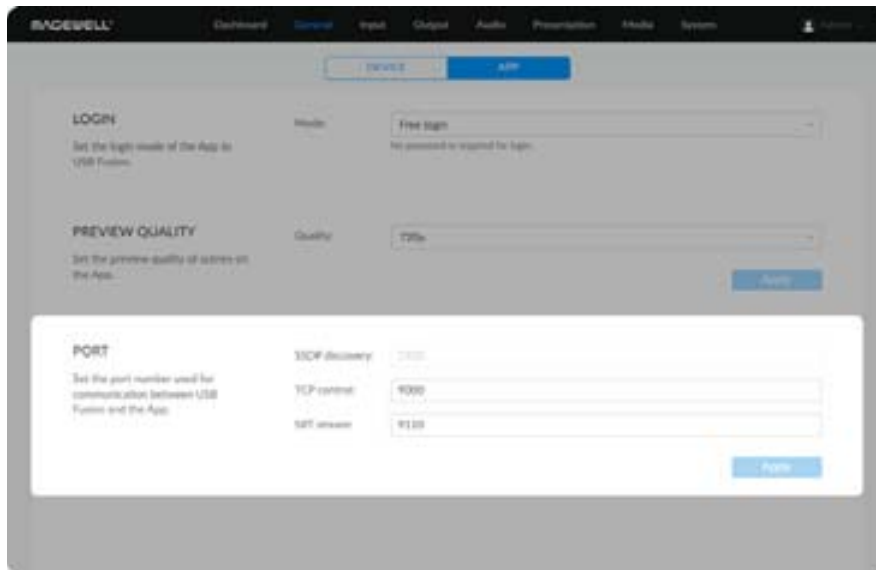 MAGEWELL
Dashboard General Input Output Audio Presentation Media System Admin
DEVICE APP
LOGIN
Mode:
Free login
Set the login mode of the App to
USB Fusion.
No password is required for login.
PREVIEW QUALITY
Quality:
720p
Set the preview quality of scenes on
the App.
Apply
PORT
SSDP discovery:
Set the port number used for
communication between USB
Fusion and the App.
TCP control:
9000
SRT stream:
Apply